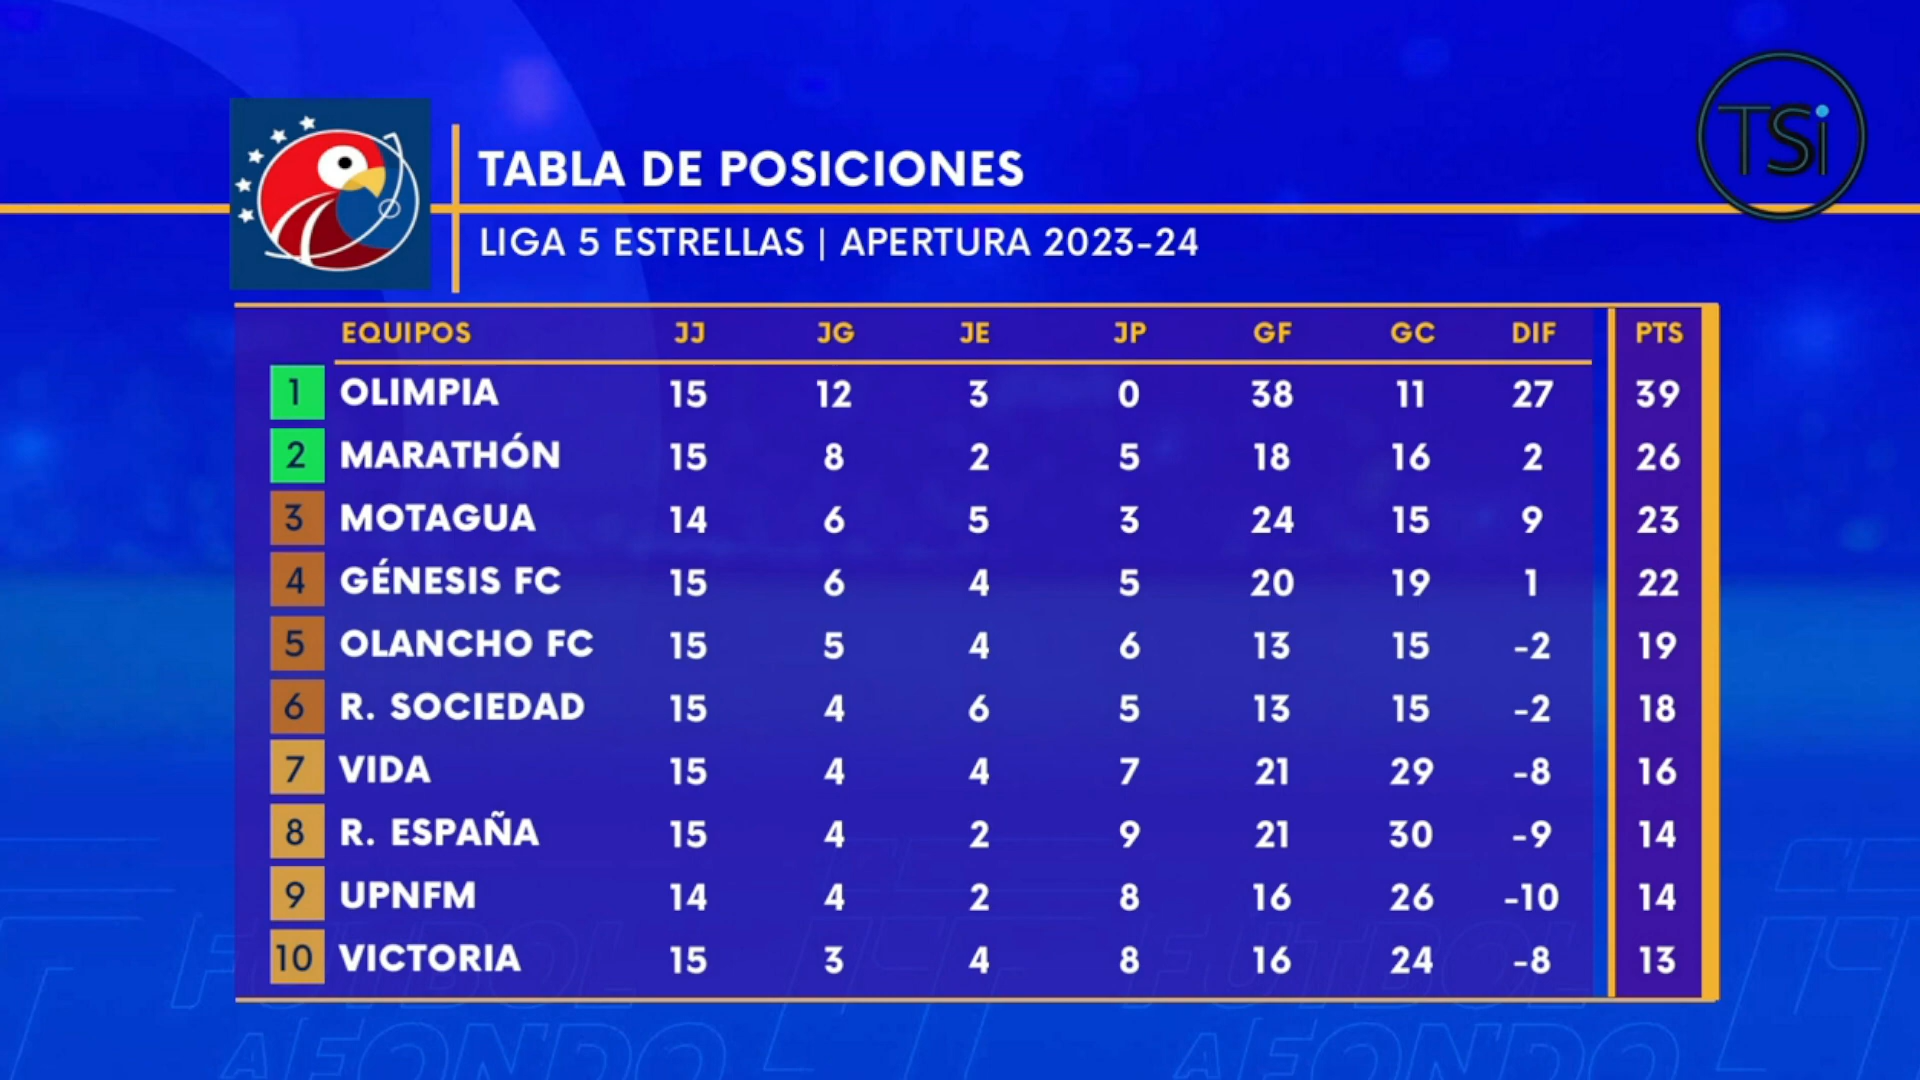 TSi
TABLA DE POSICIONES
LIGA 5 ESTRELLAS | APERTURA 2023-24
EQUIPOS JJ JG JE JP GF GC DIF PTS
1 OLIMPIA 15 12 3 0 38 11 27 39
2 MARATHÓN 15 8 2 5 18 16 2 26
3 MOTAGUA 14 6 5 3 24 15 9 23
4 GÉNESIS FC 15 6 4 5 20 19 1 22
5 OLANCHO FC 15 5 4 6 13 15 -2 19
6 R. SOCIEDAD 15 4 6 5 13 15 -2 18
7 VIDA 15 4 4 7 21 29 -8 16
8 R. ESPAÑA 15 4 2 9 21 30 -9 14
9 UPNFM 14 4 2 8 16 26 -10 14
10 VICTORIA 15 3 4 8 16 24 -8 13
FUTBOL FUTBOL
AFONDO AFONDO